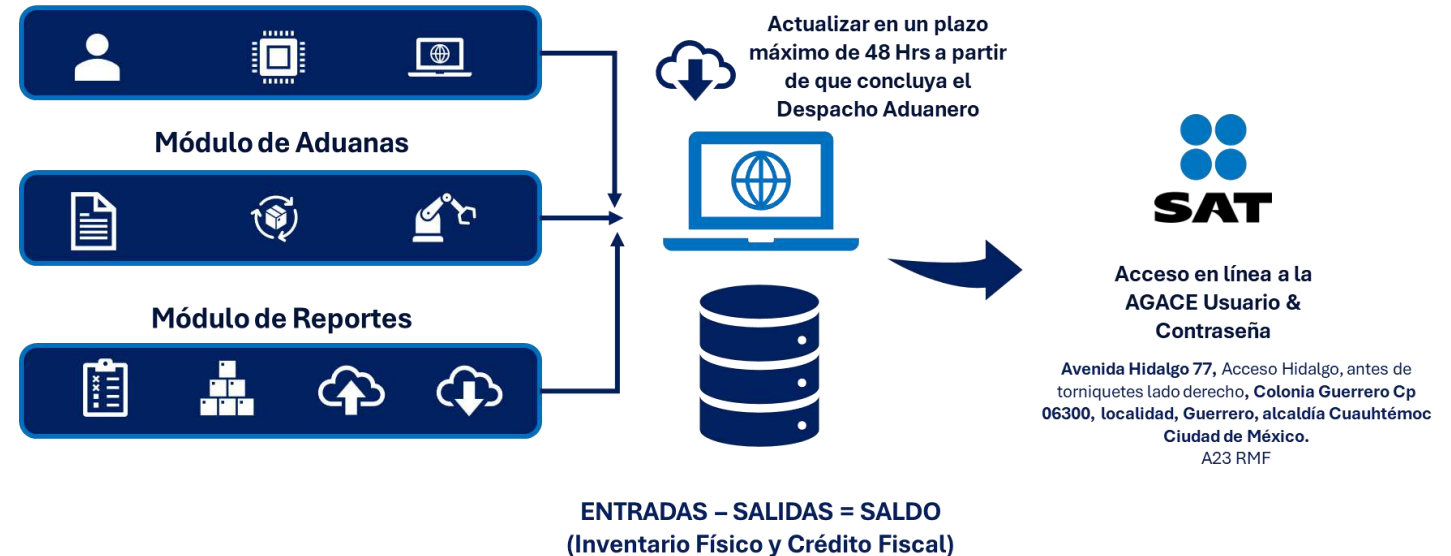 Actualizar en un plazo
máximo de 48 Hrs a partir
de que concluya el
Despacho Aduanero
Módulo de Aduanas
Módulo de Reportes
SAT
Acceso en línea a la
AGACE Usuario &
Contraseña
Avenida Hidalgo 77, Acceso Hidalgo, antes de
torniquetes lado derecho, Colonia Guerrero Cp
06300, localidad, Guerrero, alcaldía Cuauhtémoc
Ciudad de México.
A23 RMF
ENTRADAS – SALIDAS = SALDO
(Inventario Físico y Crédito Fiscal)